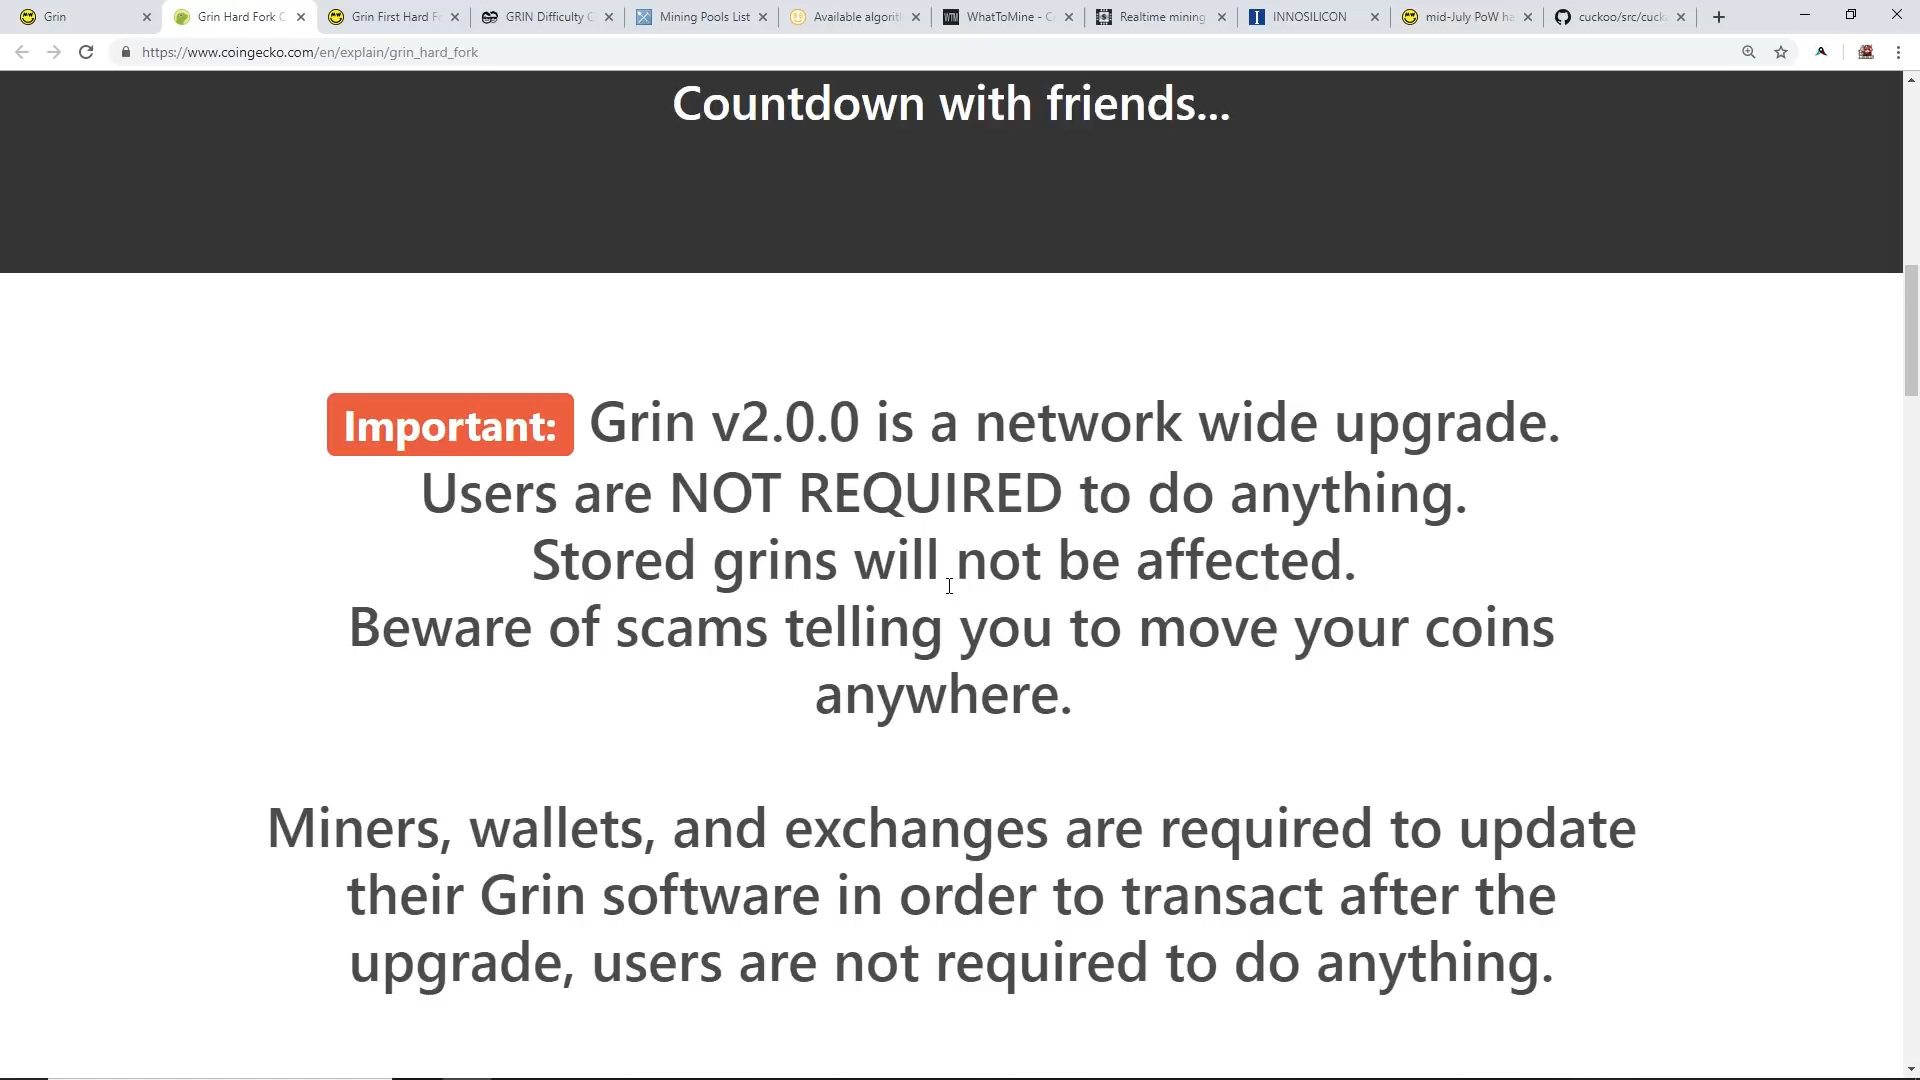 Grin
Grin Hard Fork C
Grin First Hard F
GRIN Difficulty C
Mining Pools List
Available algorit
WTM WhatToMine - C
Realtime mining
INNOSILICON
mid-July PoW ha
cuckoo/src/cuck
https://www.coingecko.com/en/explain/grin_hard_fork
Countdown with friends...
Important: Grin v2.0.0 is a network wide upgrade.
Users are NOT REQUIRED to do anything.
Stored grins will not be affected.
Beware of scams telling you to move your coins
anywhere.
Miners, wallets, and exchanges are required to update
their Grin software in order to transact after the
upgrade, users are not required to do anything.